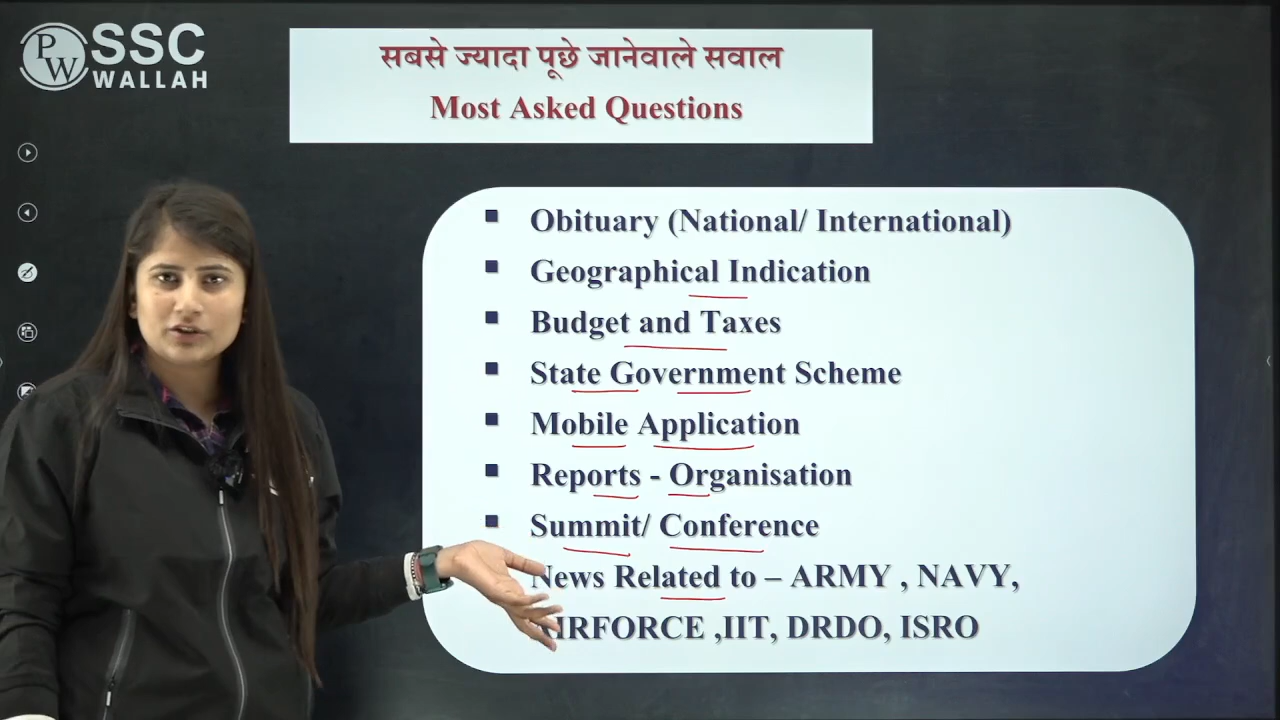 PW
SSC
WALLAH
सबसे ज्यादा पूछे जानेवाले सवाल
Most Asked Questions
▪ Obituary (National/ International)
▪ Geographical Indication
▪ Budget and Taxes
▪ State Government Scheme
▪ Mobile Application
▪ Reports - Organisation
▪ Summit/ Conference
News Related to – ARMY , NAVY,
AIRFORCE ,IIT, DRDO, ISRO